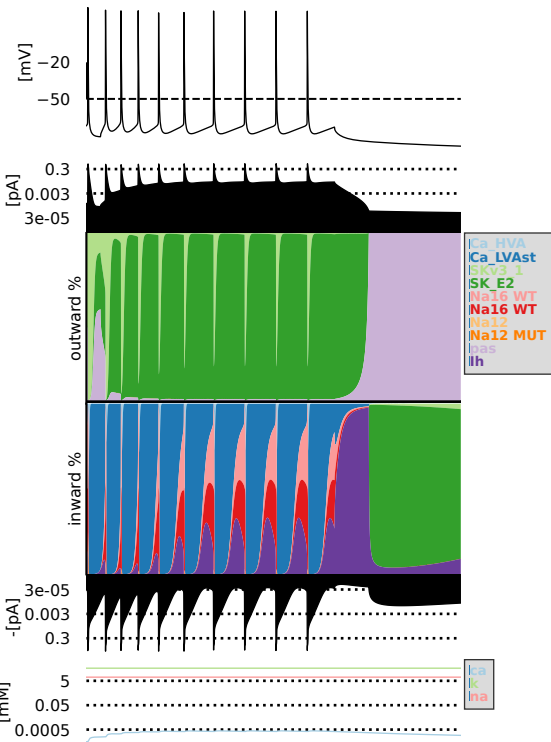 [mV]
−20
−50
[pA]
0.3
0.003
3e-05
outward %
Ca_HVA
Ca_LVAst
SKv3_1
SK_E2
Na16 WT
Na16 WT
Na12
Na12 MUT
pas
Ih
inward %
-[pA]
3e-05
0.003
0.3
[mM]
5
0.05
0.0005
ca
k
na